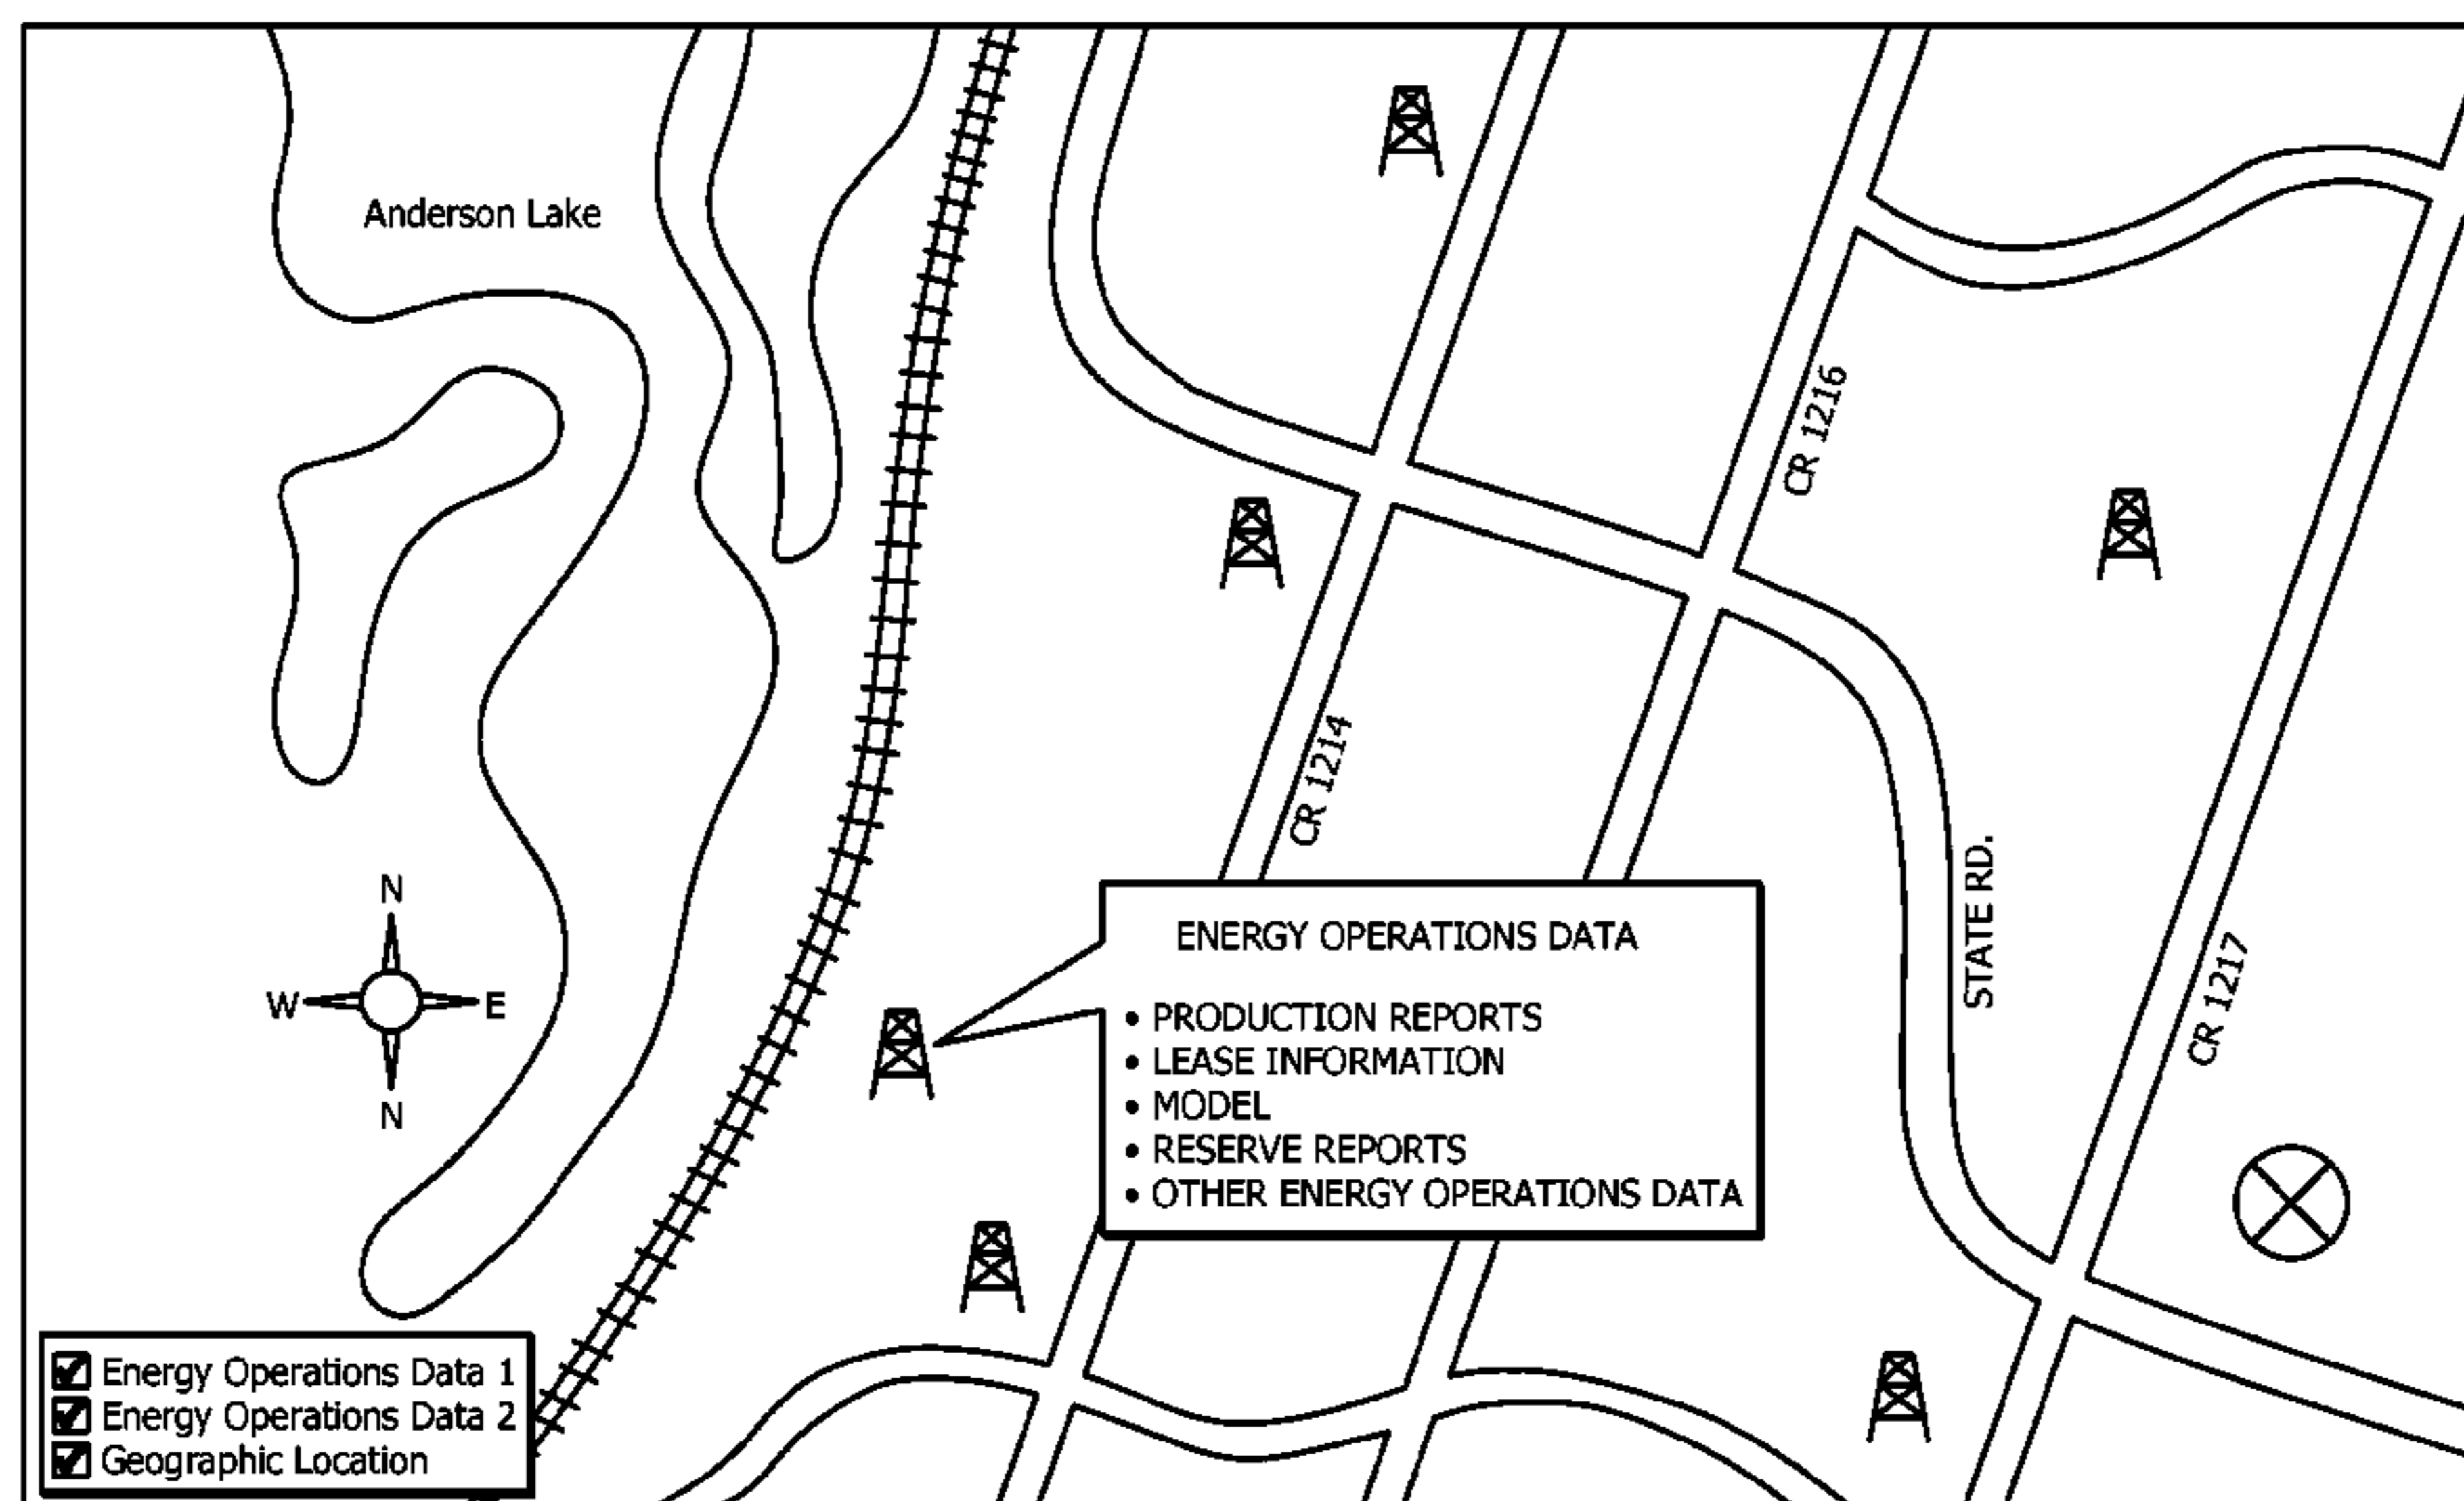 Anderson Lake
CR 1216
CR 1214
STATE RD.
CR 1217
N
W
E
N
ENERGY OPERATIONS DATA
• PRODUCTION REPORTS
• LEASE INFORMATION
• MODEL
• RESERVE REPORTS
• OTHER ENERGY OPERATIONS DATA
Energy Operations Data 1
Energy Operations Data 2
Geographic Location